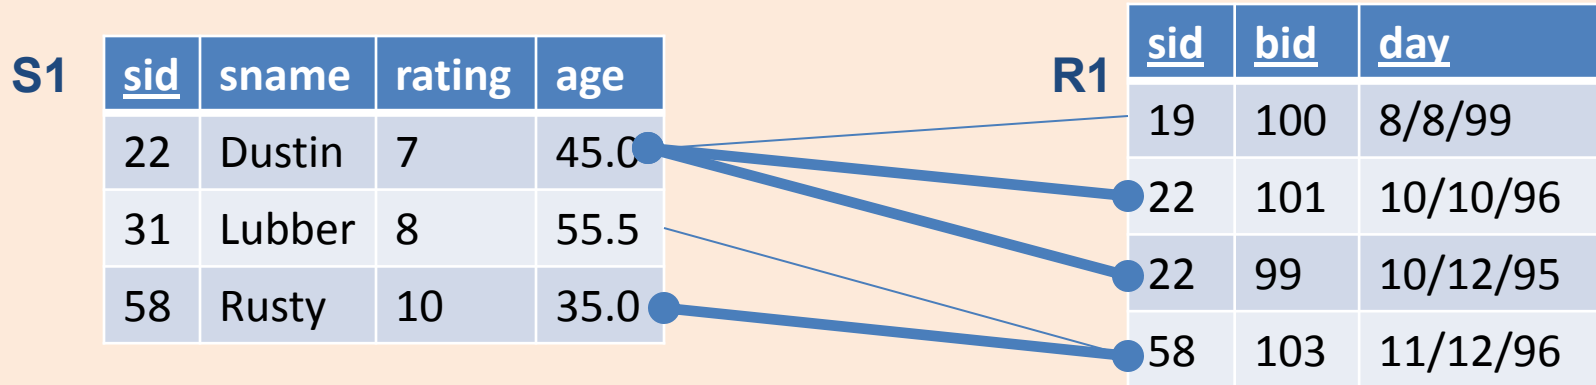 S1
sid sname rating age
22 Dustin 7 45.0
31 Lubber 8 55.5
58 Rusty 10 35.0
R1
sid bid day
19 100 8/8/99
22 101 10/10/96
22 99 10/12/95
58 103 11/12/96